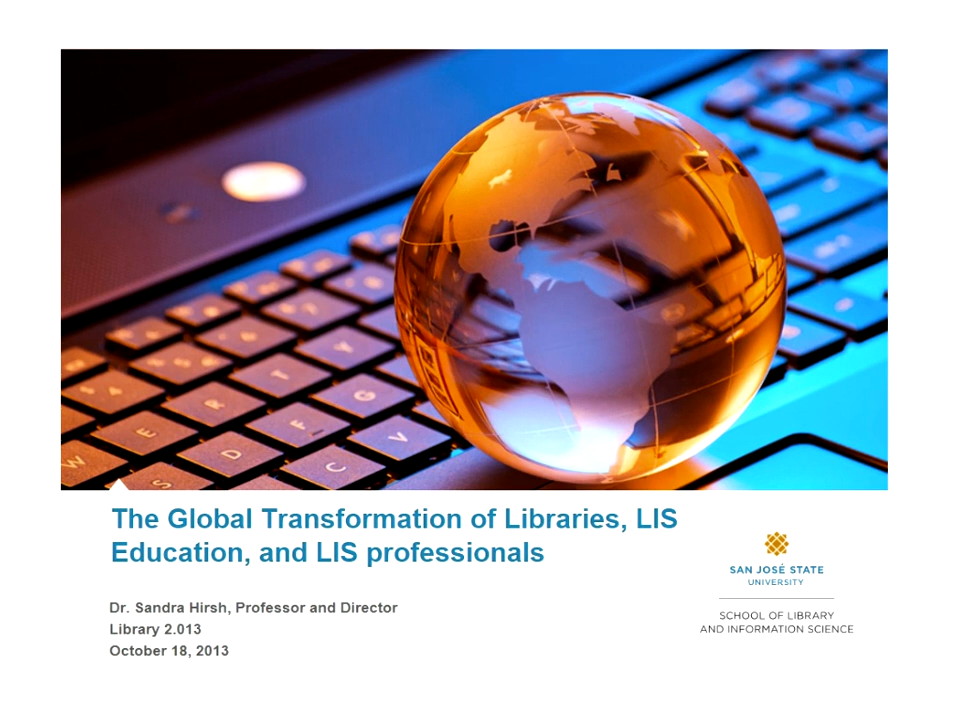 W
E
R
T
Y
S
D
F
G
C
V
4
The Global Transformation of Libraries, LIS
Education, and LIS professionals
Dr. Sandra Hirsh, Professor and Director
Library 2.013
October 18, 2013
SAN JOSÉ STATE
UNIVERSITY
SCHOOL OF LIBRARY
AND INFORMATION SCIENCE